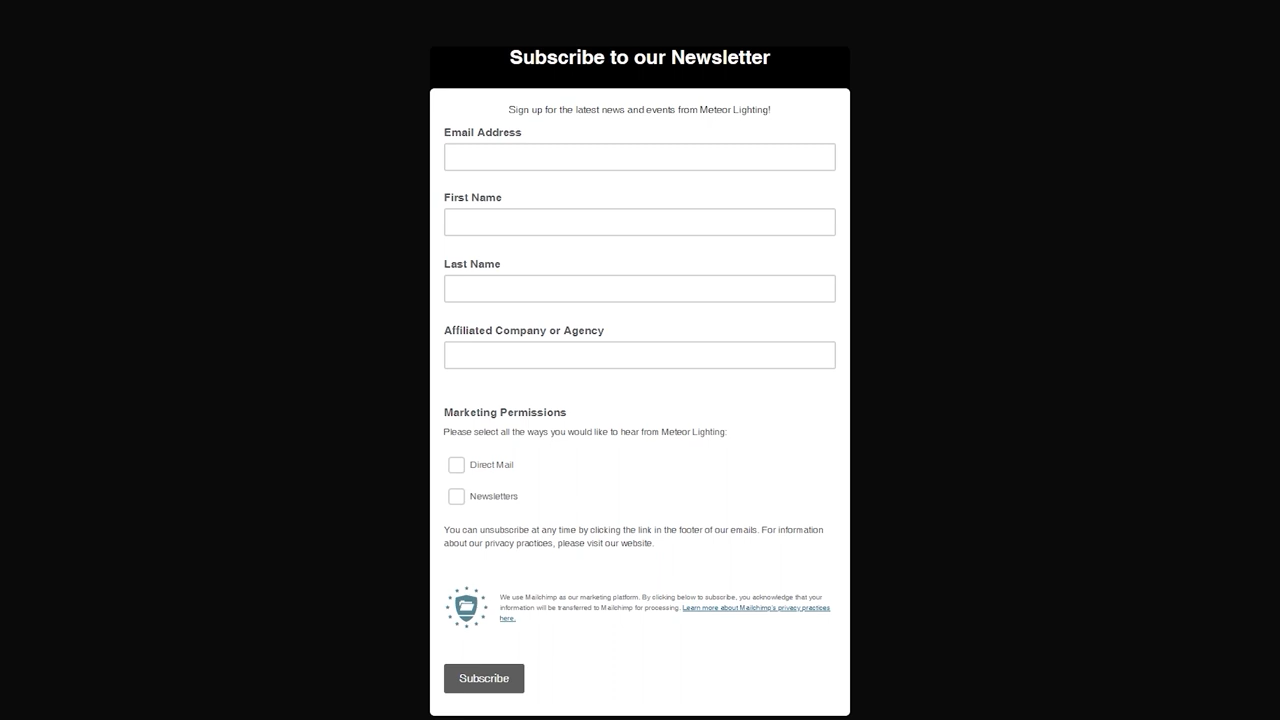 Subscribe to our Newsletter
Sign up for the latest news and events from Meteor Lighting!
Email Address
First Name
Last Name
Affiliated Company or Agency
Marketing Permissions
Please select all the ways you would like to hear from Meteor Lighting:
Direct Mail
Newsletters
You can unsubscribe at any time by clicking the link in the footer of our emails. For information
about our privacy practices, please visit our website.
We use Mailchimp as our marketing platform. By clicking below to subscribe, you acknowledge that your
information will be transferred to Mailchimp for processing. Learn more about Mailchimp's privacy practices
here.
Subscribe